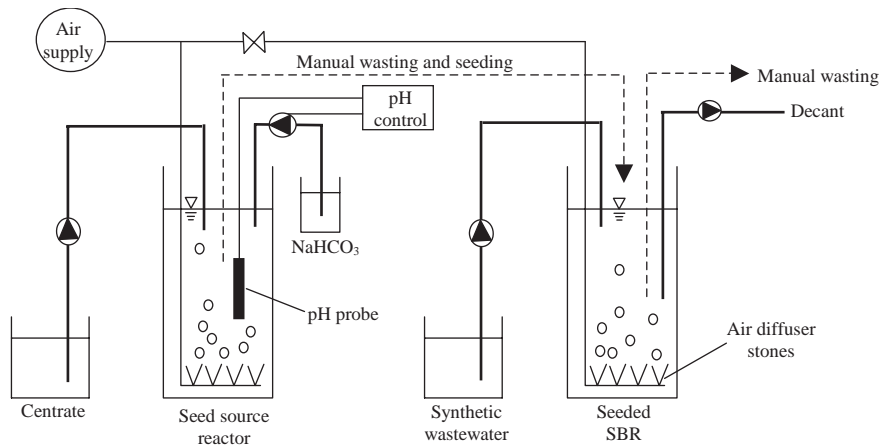 Air
supply
Manual wasting and seeding
pH
control
Manual wasting
Decant
NaHCO₃
pH probe
Air diffuser
stones
Centrate
Seed source
reactor
Synthetic
wastewater
Seeded
SBR